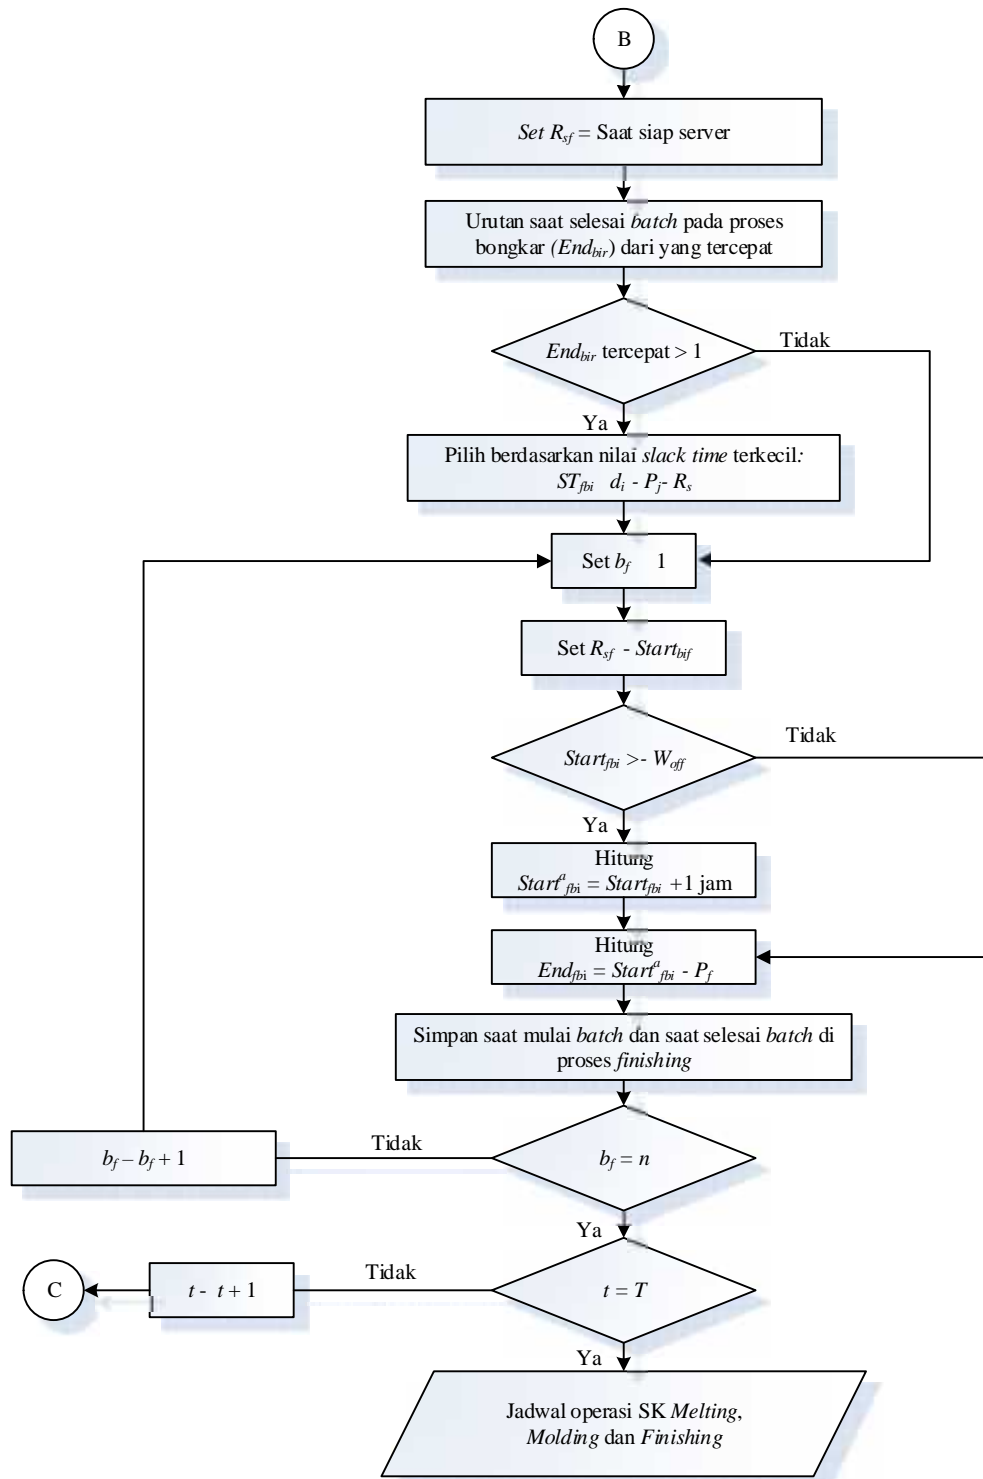 B
Set R_sf = Saat siap server
Urutan saat selesai batch pada proses
bongkar (End_bir) dari yang tercepat
End_bir tercepat > 1
Tidak
Ya
Pilih berdasarkan nilai slack time terkecil:
ST_fbi d_i - P_j- R_s
Set b_f 1
Set R_sf - Start_bif
Start_fbi >- W_off
Tidak
Ya
Hitung
Start^a_fbi = Start_fbi +1 jam
Hitung
End_fbi = Start^a_fbi - P_f
Simpan saat mulai batch dan saat selesai batch di
proses finishing
b_f = n
Tidak
b_f – b_f + 1
Ya
t = T
Tidak
t - t + 1
C
Ya
Jadwal operasi SK Melting,
Molding dan Finishing